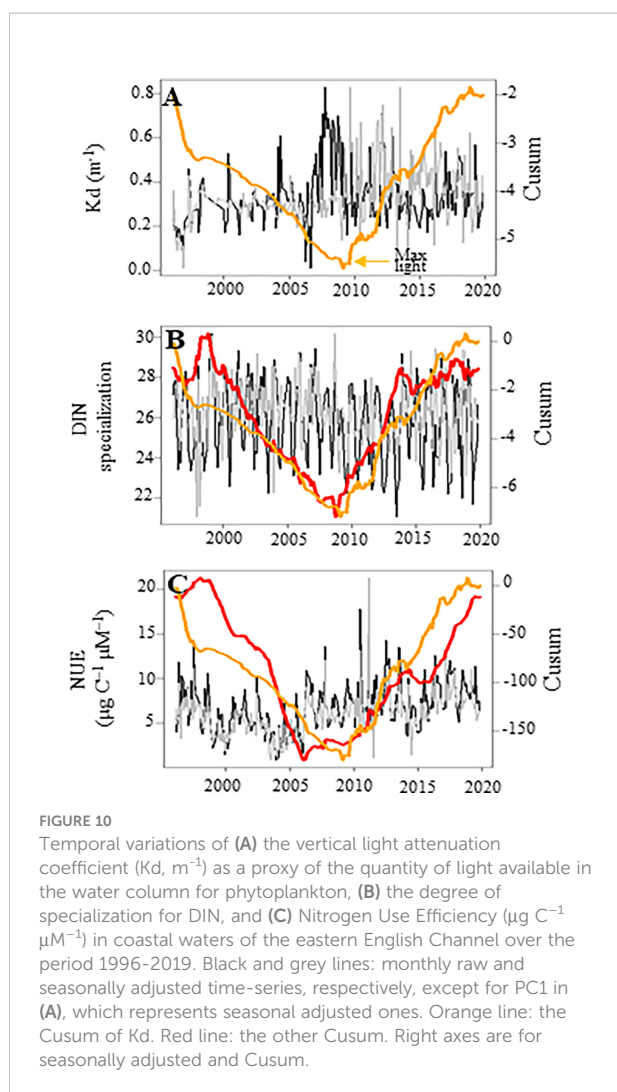 A
0.8
0.6
0.4
0.2
0.0
Kd (m⁻¹)
-2
-3
-4
-5
Cusum
Max
light
2000 2005 2010 2015 2020
B
30
28
26
24
22
DIN
specialization
0
-2
-4
-6
Cusum
2000 2005 2010 2015 2020
C
20
15
10
5
NUE
(µg C⁻¹ µM⁻¹)
0
-50
-100
-150
Cusum
2000 2005 2010 2015 2020
FIGURE 10
Temporal variations of (A) the vertical light attenuation
coefficient (Kd, m⁻¹) as a proxy of the quantity of light available in
the water column for phytoplankton, (B) the degree of
specialization for DIN, and (C) Nitrogen Use Efficiency (µg C⁻¹
µM⁻¹) in coastal waters of the eastern English Channel over the
period 1996-2019. Black and grey lines: monthly raw and
seasonally adjusted time-series, respectively, except for PC1 in
(A), which represents seasonal adjusted ones. Orange line: the
Cusum of Kd. Red line: the other Cusum. Right axes are for
seasonally adjusted and Cusum.